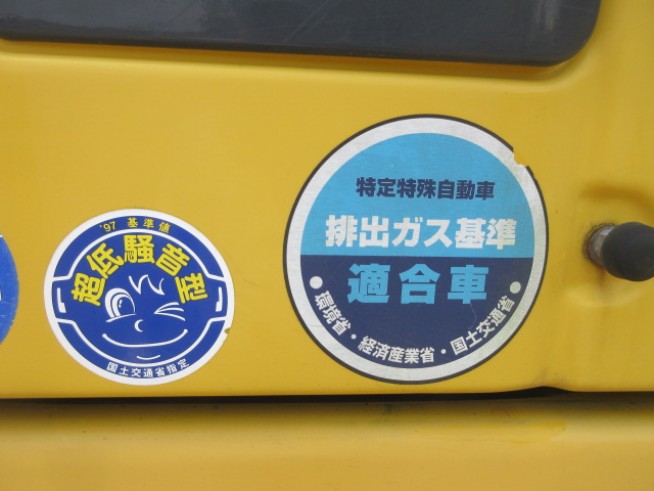 '97 基準値
超低騒音型
国土交通省指定
特定特殊自動車
排出ガス基準
適合車
・環境省・経済産業省・国土交通省・